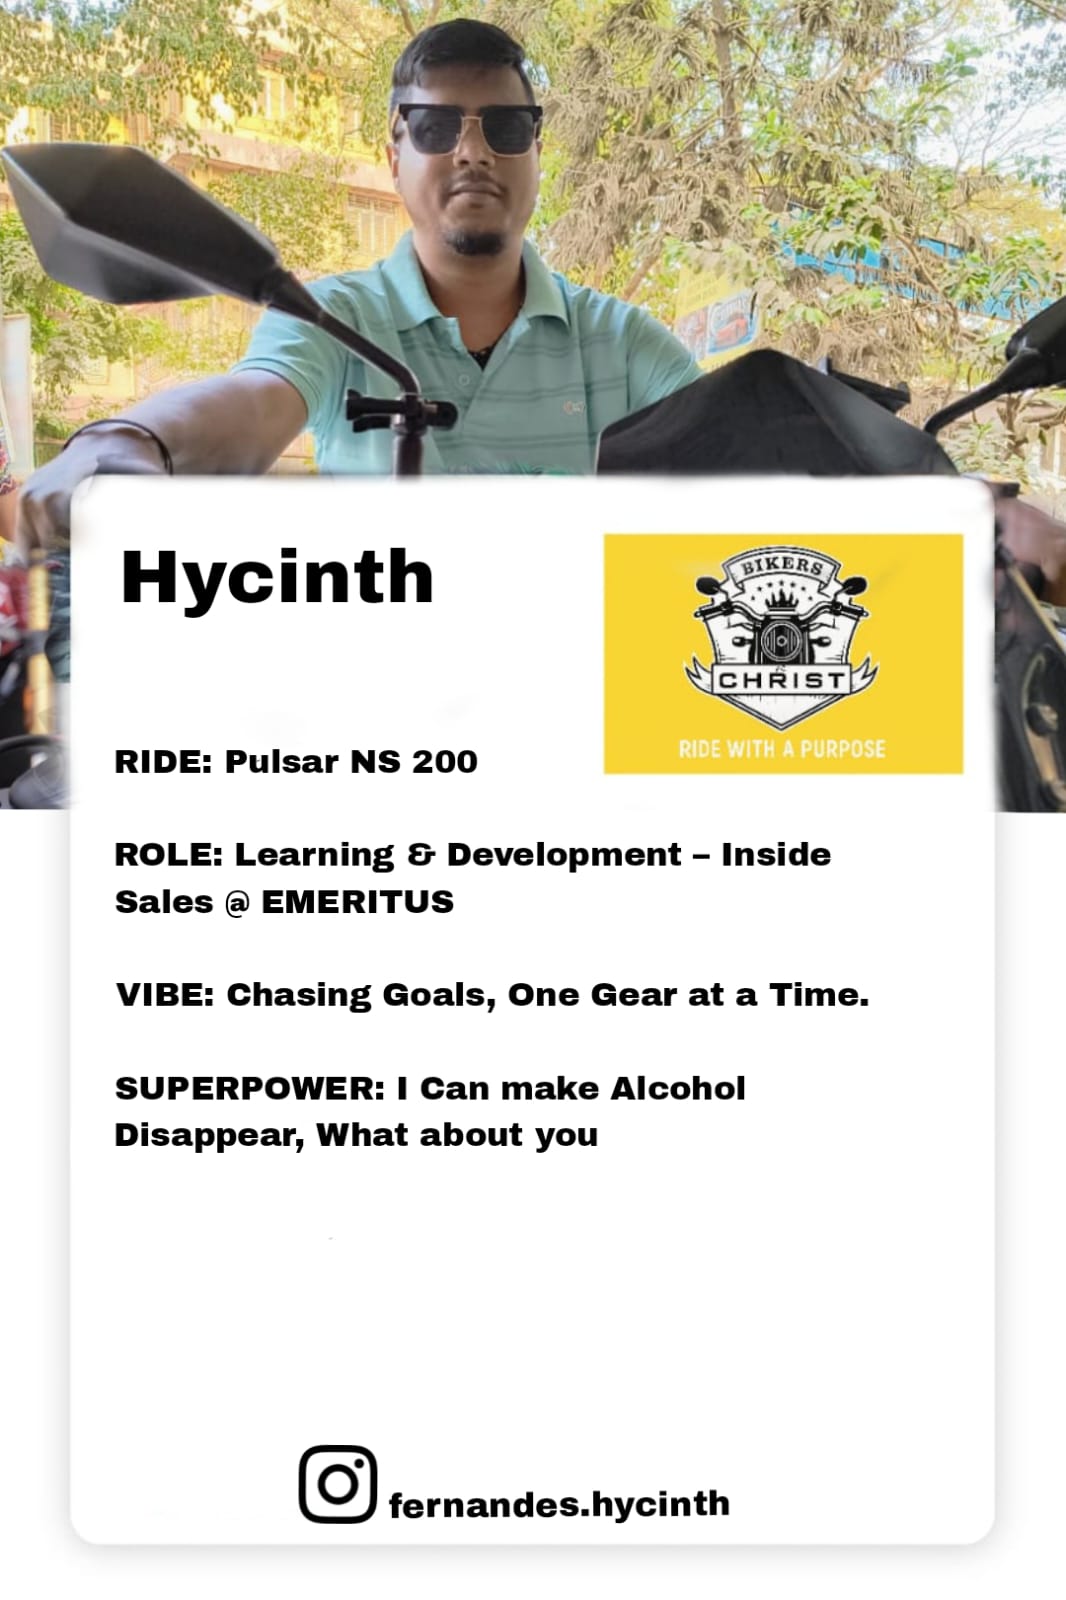 Hycinth
BIKERS
CHRIST
RIDE WITH A PURPOSE
RIDE: Pulsar NS 200
ROLE: Learning & Development – Inside
Sales @ EMERITUS
VIBE: Chasing Goals, One Gear at a Time.
SUPERPOWER: I Can make Alcohol
Disappear, What about you
fernandes.hycinth